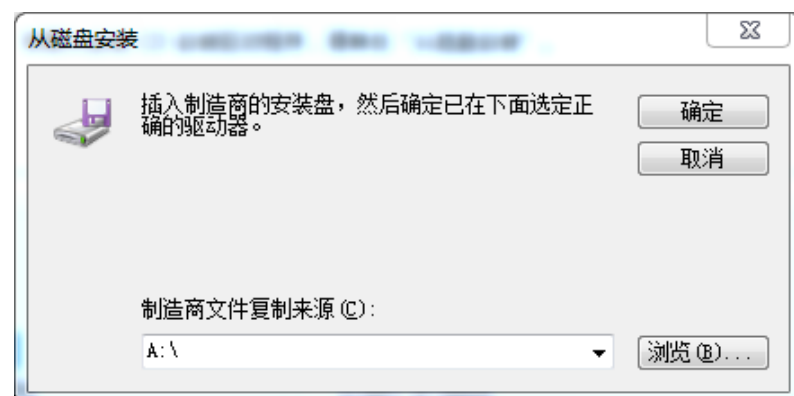 从磁盘安装
插入制造商的安装盘，然后确定已在下面选定正
确的驱动器。
确定
取消
制造商文件复制来源(C):
A:\
浏览(B)...